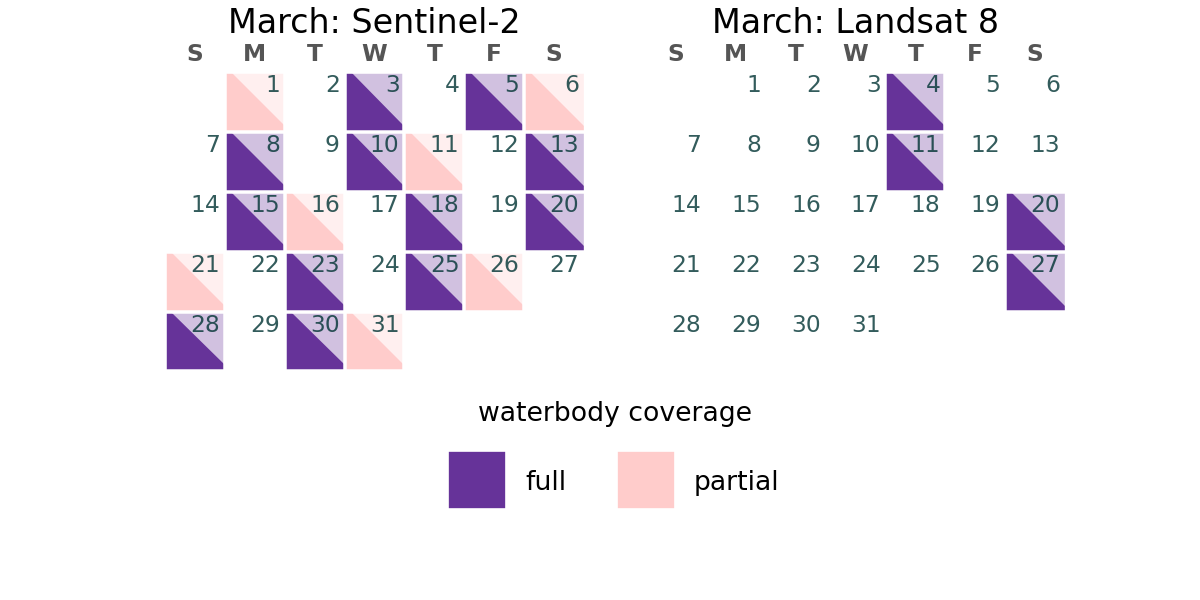 March: Sentinel-2
S M T W T F S
1 2 3 4 5 6
7 8 9 10 11 12 13
14 15 16 17 18 19 20
21 22 23 24 25 26 27
28 29 30 31
March: Landsat 8
S M T W T F S
1 2 3 4 5 6
7 8 9 10 11 12 13
14 15 16 17 18 19 20
21 22 23 24 25 26 27
28 29 30 31
waterbody coverage
full partial